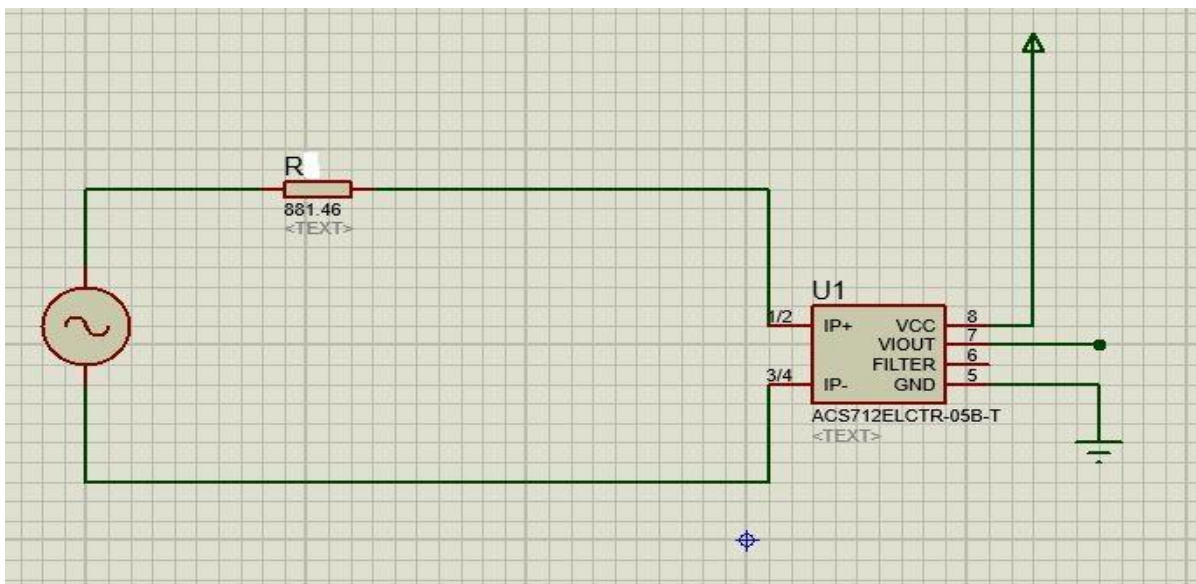 R
881.46
<TEXT>
U1
1/2 IP+ VCC 8
VIOUT 7
FILTER 6
3/4 IP- GND 5
ACS712ELCTR-05B-T
<TEXT>